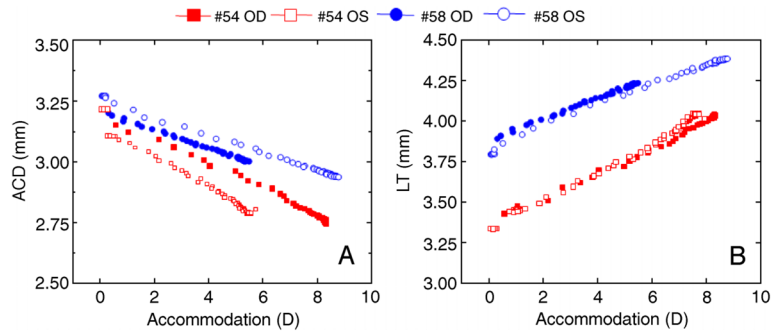 #54 OD #54 OS #58 OD #58 OS
3.50
3.25
3.00
2.75
2.50
ACD (mm)
0 2 4 6 8 10
Accommodation (D)
A
4.50
4.25
4.00
3.75
3.50
3.25
3.00
LT (mm)
0 2 4 6 8 10
Accommodation (D)
B